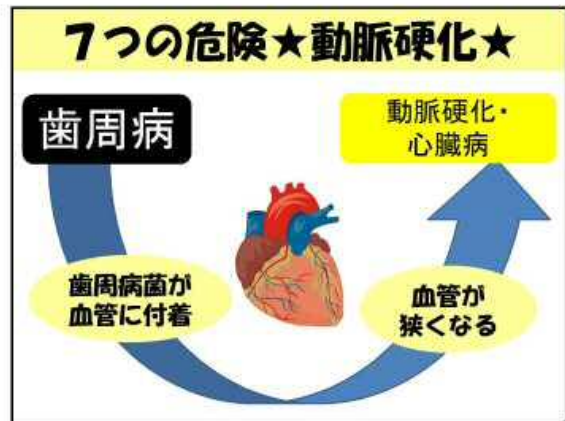 ７つの危険★動脈硬化★
歯周病
動脈硬化・
心臓病
歯周病菌が
血管に付着
血管が
狭くなる